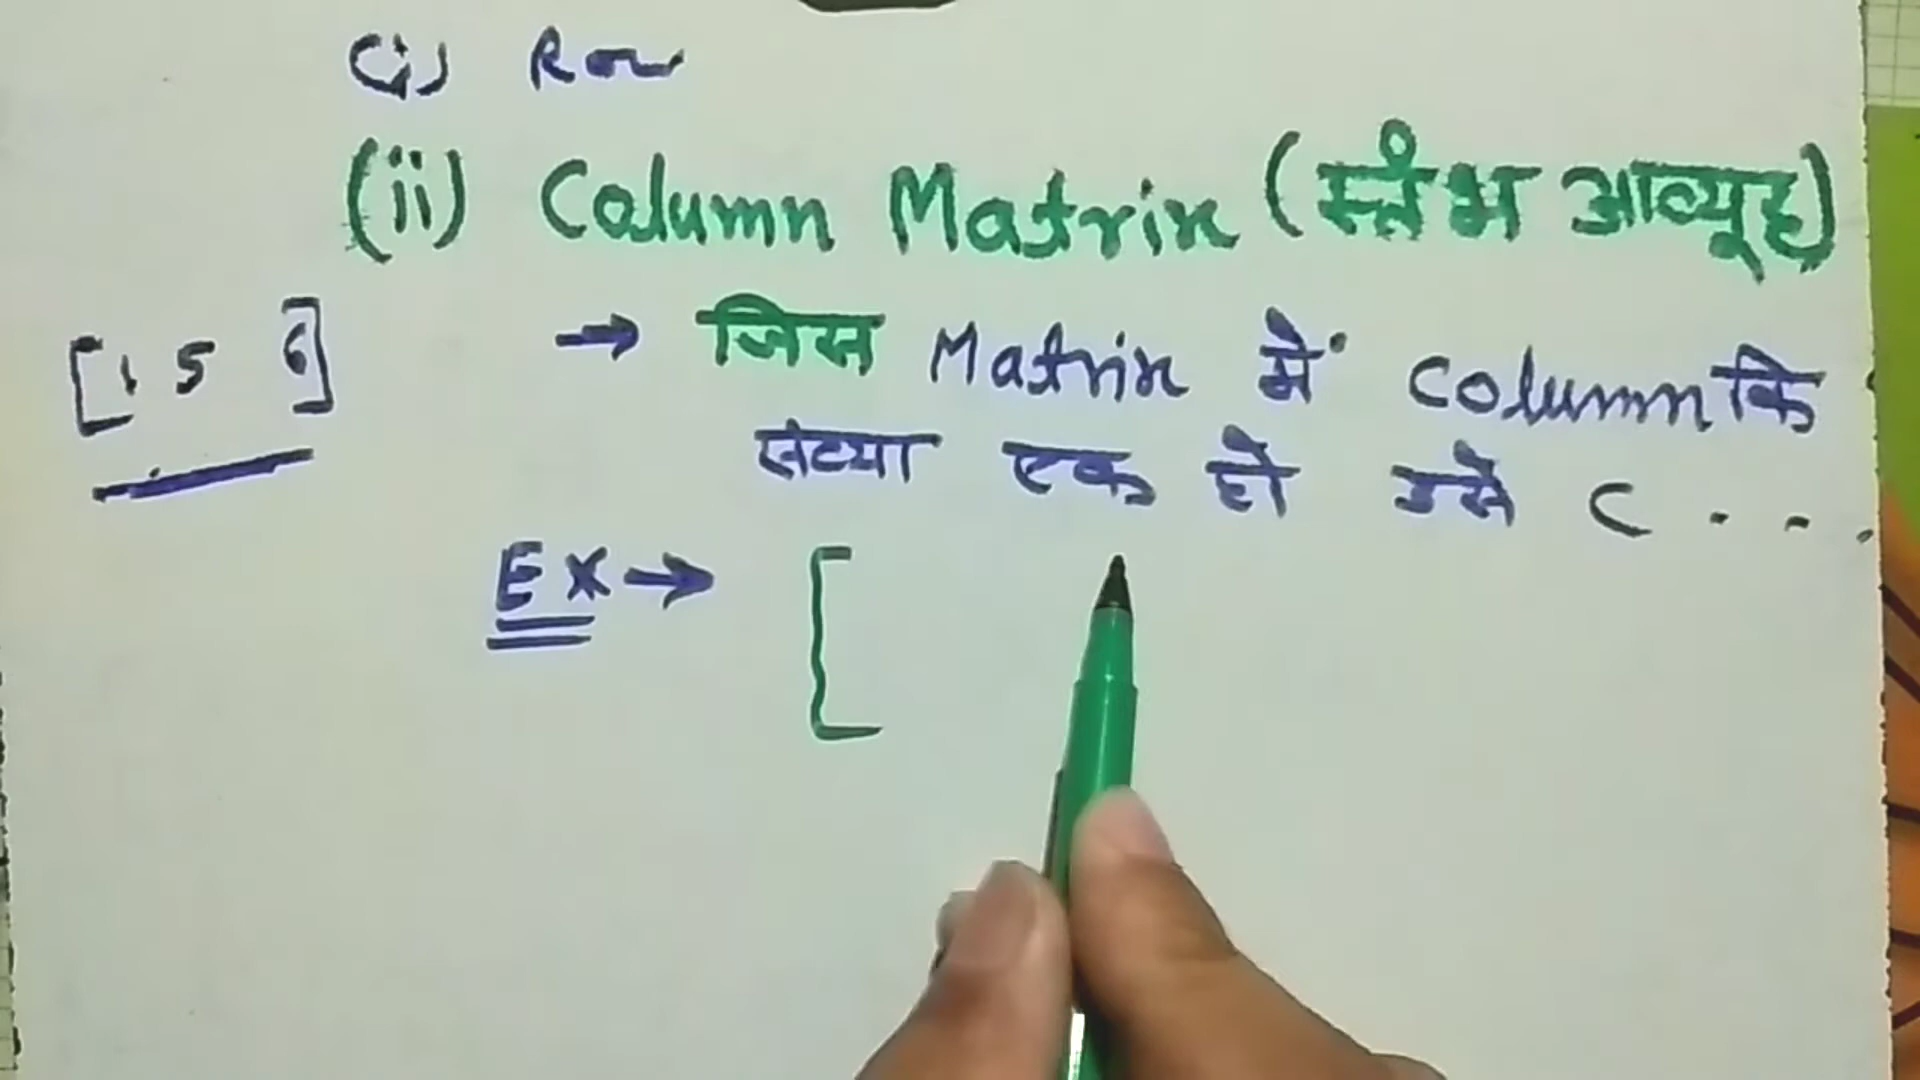 (i) Row
(ii) Column Matrix (स्तंभ आव्यूह)
[1 5 6]
→ जिस Matrix में Column कि
संख्या एक हो उसे C . . .
Ex → [